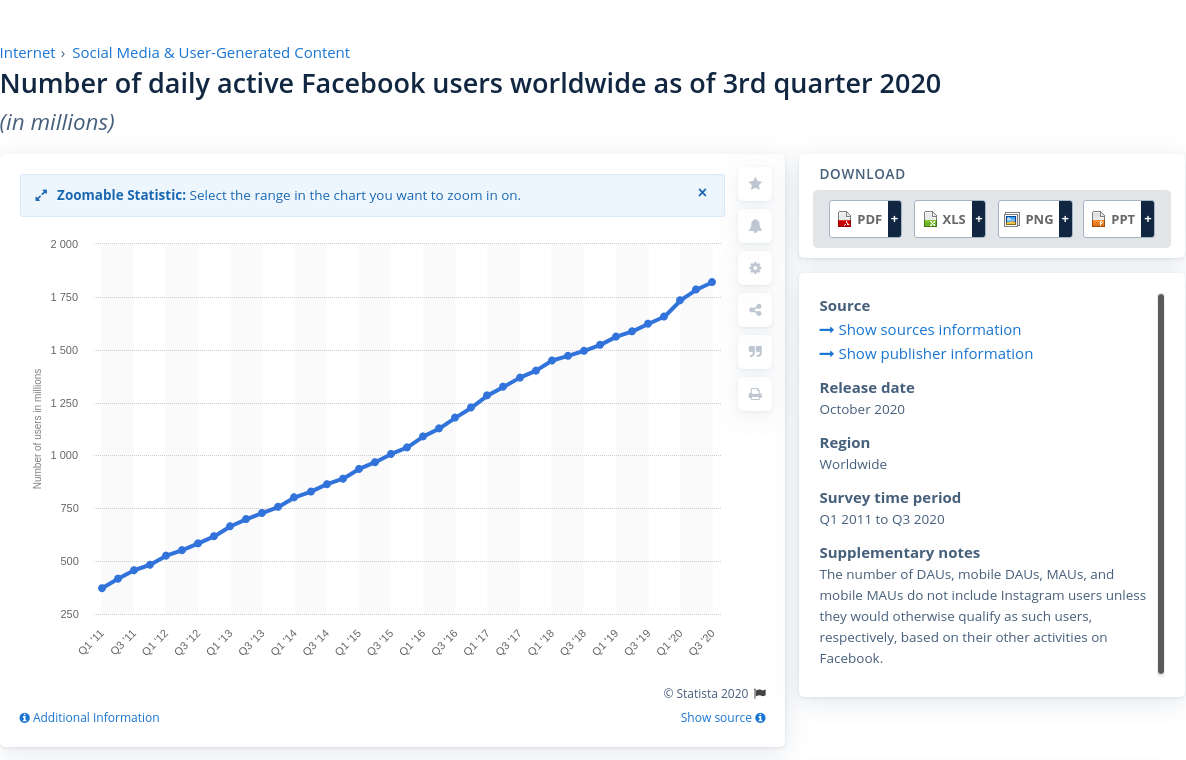 Internet › Social Media & User-Generated Content
Number of daily active Facebook users worldwide as of 3rd quarter 2020
(in millions)
Zoomable Statistic: Select the range in the chart you want to zoom in on. ×
Number of users in millions
2 000
1 750
1 500
1 250
1 000
750
500
250
Q1 '11
Q3 '11
Q1 '12
Q3 '12
Q1 '13
Q3 '13
Q1 '14
Q3 '14
Q1 '15
Q3 '15
Q1 '16
Q3 '16
Q1 '17
Q3 '17
Q1 '18
Q3 '18
Q1 '19
Q3 '19
Q1 '20
Q3 '20
© Statista 2020
Additional Information
Show source
DOWNLOAD
PDF + XLS + PNG + PPT +
Source
Show sources information
Show publisher information
Release date
October 2020
Region
Worldwide
Survey time period
Q1 2011 to Q3 2020
Supplementary notes
The number of DAUs, mobile DAUs, MAUs, and
mobile MAUs do not include Instagram users unless
they would otherwise qualify as such users,
respectively, based on their other activities on
Facebook.